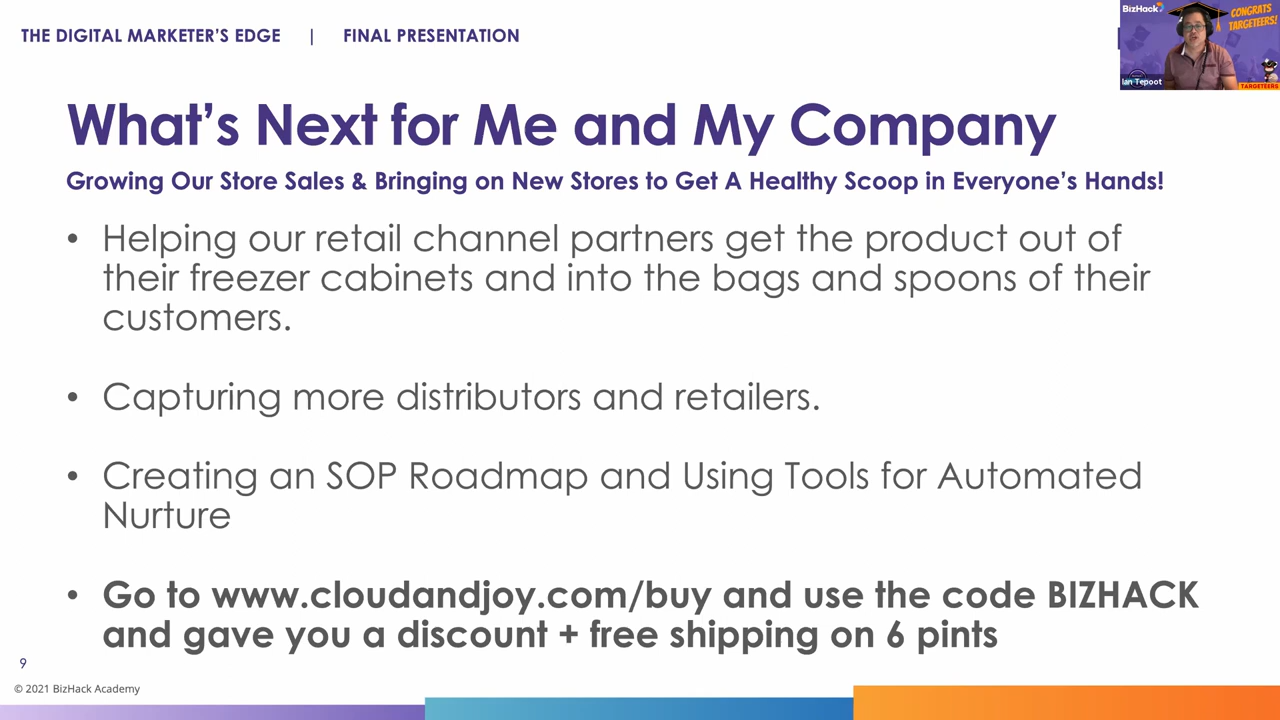 THE DIGITAL MARKETER'S EDGE | FINAL PRESENTATION
BizHack
CONGRATS
TARGETEERS!
Ian Tepoot
TARGETEERS
What's Next for Me and My Company
Growing Our Store Sales & Bringing on New Stores to Get A Healthy Scoop in Everyone's Hands!
• Helping our retail channel partners get the product out of
their freezer cabinets and into the bags and spoons of their
customers.
• Capturing more distributors and retailers.
• Creating an SOP Roadmap and Using Tools for Automated
Nurture
• Go to www.cloudandjoy.com/buy and use the code BIZHACK
and gave you a discount + free shipping on 6 pints
9
© 2021 BizHack Academy